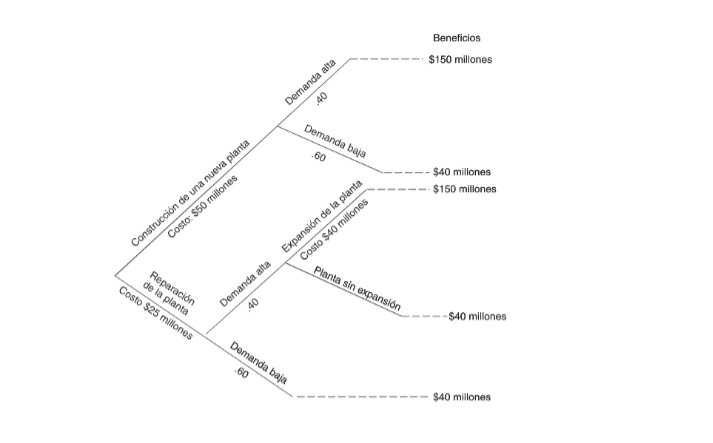 Beneficios
$150 millones
Demanda alta
.40
Demanda baja
.60
$40 millones
Construcción de una nueva planta
Costo: $50 millones
$150 millones
Expansión de la planta
Costo $40 millones
Demanda alta
.40
Planta sin expansión
$40 millones
Reparación
de la planta
Costo $25 millones
Demanda baja
.60
$40 millones